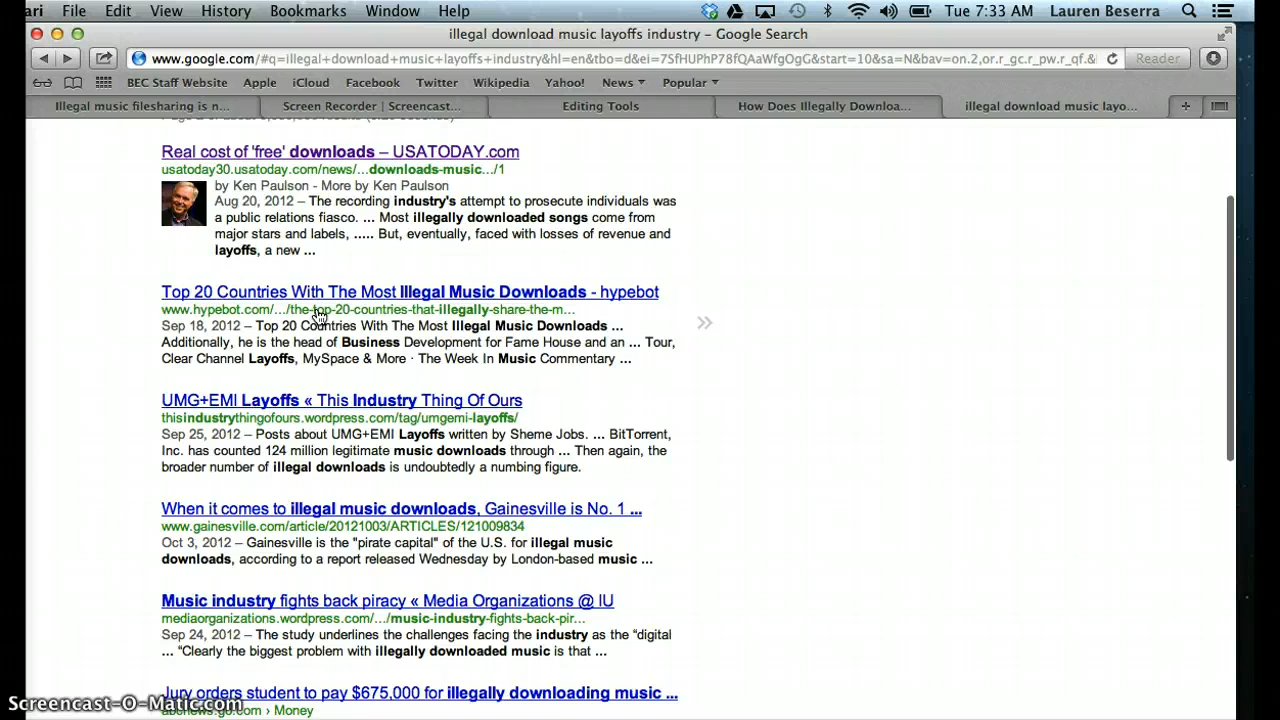 ari File Edit View History Bookmarks Window Help Tue 7:33 AM Lauren Beserra
illegal download music layoffs industry – Google Search
www.google.com/#q=illegal+download+music+layoffs+industry&hl=en&tbo=d&ei=7SfHUPhP78fQAaWfgOgG&start=10&sa=N&bav=on.2,or.r_gc.r_pw.r_qf.& Reader
BEC Staff Website Apple iCloud Facebook Twitter Wikipedia Yahoo! News Popular
Illegal music filesharing is n... Screen Recorder | Screencast... Editing Tools How Does Illegally Downloa... illegal download music layo...
Real cost of 'free' downloads – USATODAY.com
usatoday30.usatoday.com/news/...downloads-music.../1
by Ken Paulson - More by Ken Paulson
Aug 20, 2012 – The recording industry's attempt to prosecute individuals was
a public relations fiasco. ... Most illegally downloaded songs come from
major stars and labels, ..... But, eventually, faced with losses of revenue and
layoffs, a new ...
Top 20 Countries With The Most Illegal Music Downloads - hypebot
www.hypebot.com/.../the-top-20-countries-that-illegally-share-the-m...
Sep 18, 2012 – Top 20 Countries With The Most Illegal Music Downloads ...
Additionally, he is the head of Business Development for Fame House and an ... Tour,
Clear Channel Layoffs, MySpace & More · The Week In Music Commentary ...
UMG+EMI Layoffs « This Industry Thing Of Ours
thisindustrythingofours.wordpress.com/tag/umgemi-layoffs/
Sep 25, 2012 – Posts about UMG+EMI Layoffs written by Sheme Jobs. ... BitTorrent,
Inc. has counted 124 million legitimate music downloads through ... Then again, the
broader number of illegal downloads is undoubtedly a numbing figure.
When it comes to illegal music downloads, Gainesville is No. 1 ...
www.gainesville.com/article/20121003/ARTICLES/121009834
Oct 3, 2012 – Gainesville is the "pirate capital" of the U.S. for illegal music
downloads, according to a report released Wednesday by London-based music ...
Music industry fights back piracy « Media Organizations @ IU
mediaorganizations.wordpress.com/.../music-industry-fights-back-pir...
Sep 24, 2012 – The study underlines the challenges facing the industry as the “digital
... “Clearly the biggest problem with illegally downloaded music is that ...
Jury orders student to pay $675,000 for illegally downloading music ...
abcnews.go.com › Money
Screencast-O-Matic.com